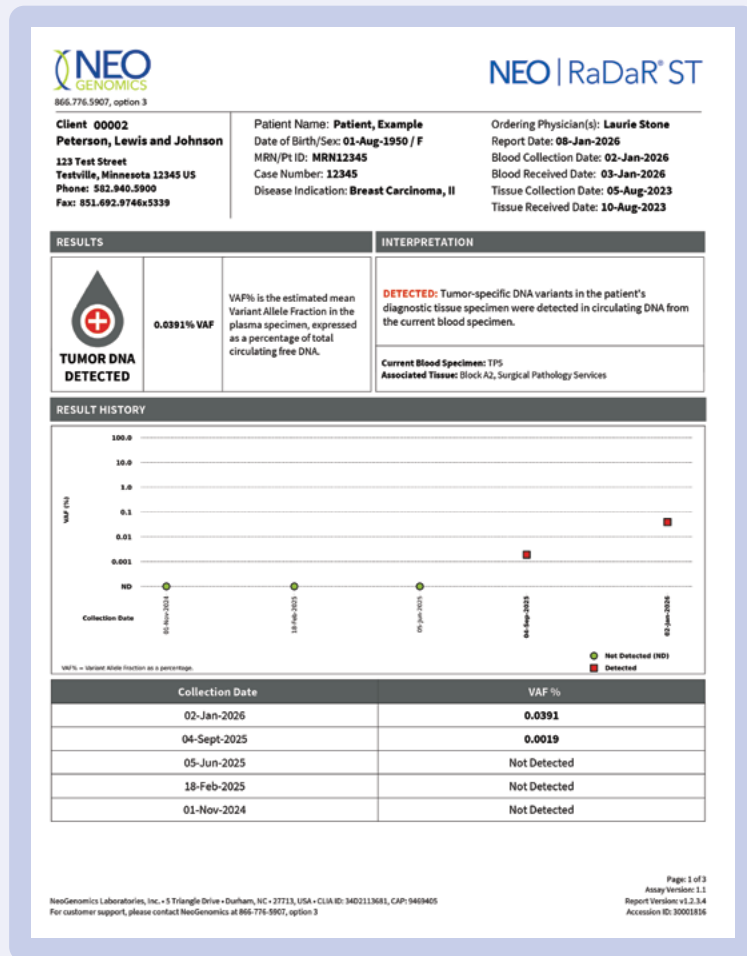 NEO
GENOMICS
866.776.5907, option 3
NEO | RaDaR® ST
Client 00002
Peterson, Lewis and Johnson
123 Test Street
Testville, Minnesota 12345 US
Phone: 582.940.5900
Fax: 851.692.9746x5339
Patient Name: Patient, Example
Date of Birth/Sex: 01-Aug-1950 / F
MRN/Pt ID: MRN12345
Case Number: 12345
Disease Indication: Breast Carcinoma, II
Ordering Physician(s): Laurie Stone
Report Date: 08-Jan-2026
Blood Collection Date: 02-Jan-2026
Blood Received Date: 03-Jan-2026
Tissue Collection Date: 05-Aug-2023
Tissue Received Date: 10-Aug-2023
RESULTS
TUMOR DNA
DETECTED
0.0391% VAF
VAF% is the estimated mean
Variant Allele Fraction in the
plasma specimen, expressed
as a percentage of total
circulating free DNA.
INTERPRETATION
DETECTED: Tumor-specific DNA variants in the patient's
diagnostic tissue specimen were detected in circulating DNA from
the current blood specimen.
Current Blood Specimen: TP5
Associated Tissue: Block A2, Surgical Pathology Services
RESULT HISTORY
VAF (%)
100.0
10.0
1.0
0.1
0.01
0.001
ND
Collection Date
01-Nov-2024
18-Feb-2025
05-Jun-2025
04-Sep-2025
02-Jan-2026
Not Detected (ND)
Detected
VAF% = Variant Allele Fraction as a percentage.
Collection Date VAF %
02-Jan-2026 0.0391
04-Sept-2025 0.0019
05-Jun-2025 Not Detected
18-Feb-2025 Not Detected
01-Nov-2024 Not Detected
NeoGenomics Laboratories, Inc. • 5 Triangle Drive • Durham, NC • 27713, USA • CLIA ID: 34D2113681, CAP: 9469405
For customer support, please contact NeoGenomics at 866-776-5907, option 3
Page: 1 of 3
Assay Version: 1.1
Report Version: v1.2.3.4
Accession ID: 30001816